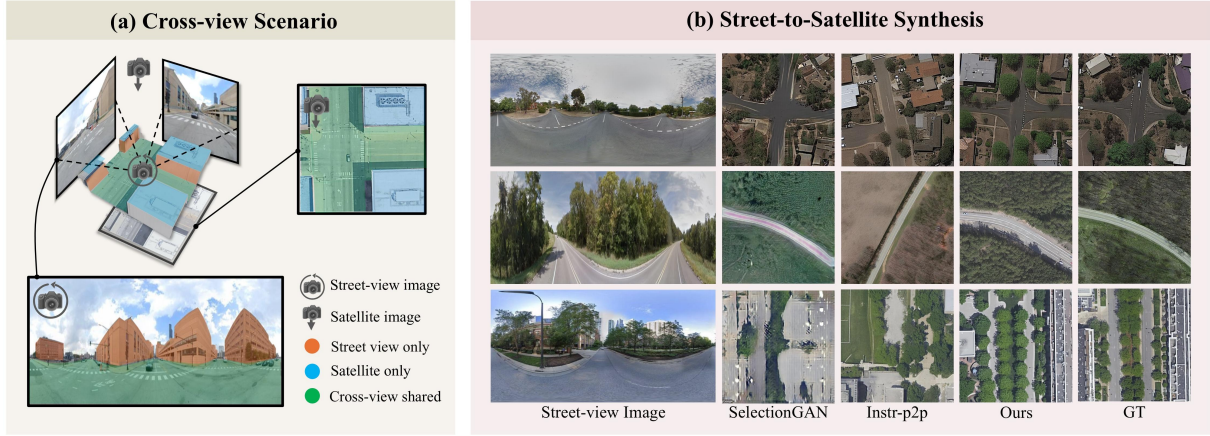 (a) Cross-view Scenario
Street-view image
Satellite image
Street view only
Satellite only
Cross-view shared
(b) Street-to-Satellite Synthesis
Street-view Image
SelectionGAN
Instr-p2p
Ours
GT